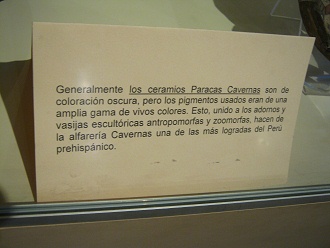 Generalmente los ceramios Paracas Cavernas son de
coloración oscura, pero los pigmentos usados eran de una
amplia gama de vivos colores. Esto, unido a los adornos y
vasijas escultóricas antropomorfas y zoomorfas, hacen de
la alfarería Cavernas una de las más logradas del Perú
prehispánico.